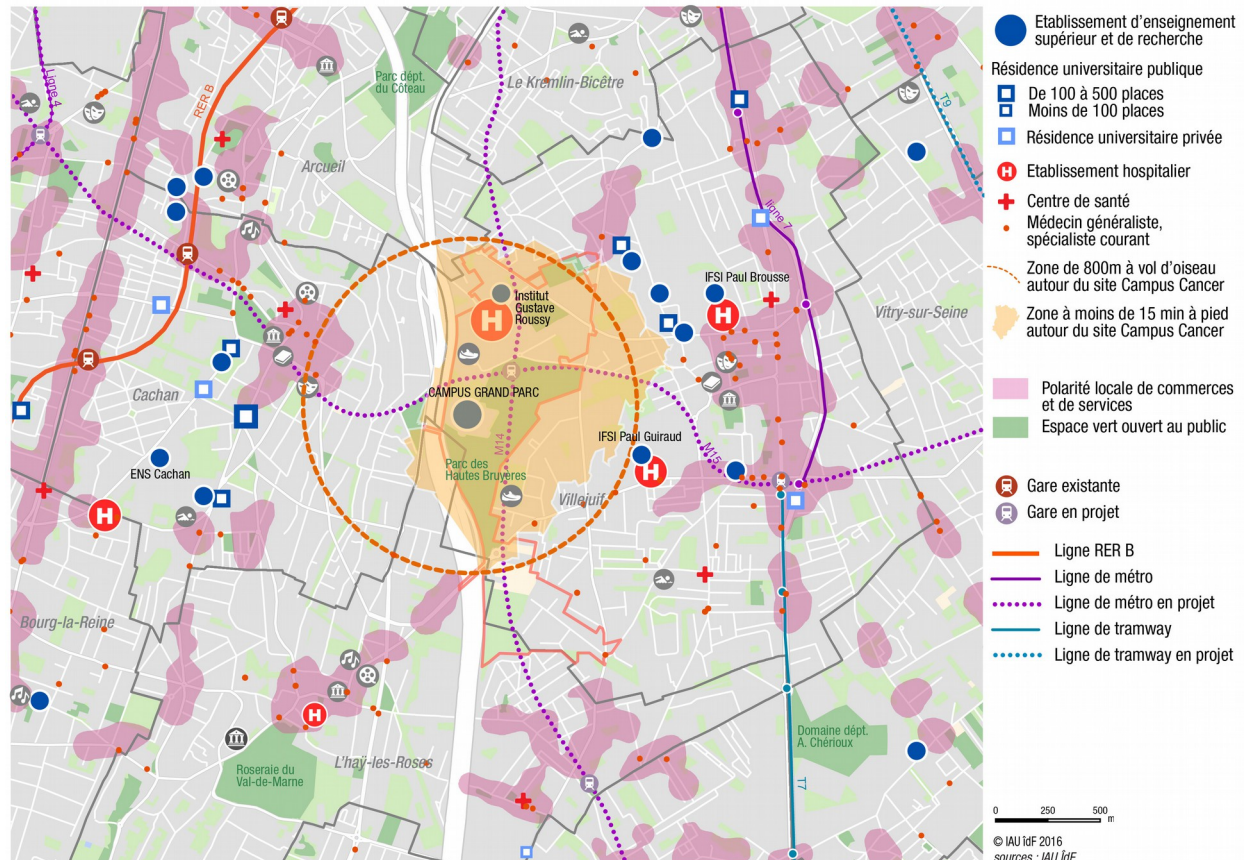 Ligne 4
RER B
Parc dépt.
du Côteau
Le Kremlin-Bicêtre
T9
Arcueil
ligne 7
IFSI Paul Brousse
Institut
Gustave
Roussy
Vitry-sur-Seine
Cachan
CAMPUS GRAND PARC
M14
IFSI Paul Guiraud
M15
ENS Cachan
Parc des
Hautes Bruyères
Villejuif
Bourg-la-Reine
Domaine dépt.
A. Chérioux
L'haÿ-les-Roses
Roseraie du
Val-de-Marne
T7
H
H
H
H
H
Etablissement d'enseignement
supérieur et de recherche
Résidence universitaire publique
De 100 à 500 places
Moins de 100 places
Résidence universitaire privée
H Etablissement hospitalier
Centre de santé
Médecin généraliste,
spécialiste courant
Zone de 800m à vol d'oiseau
autour du site Campus Cancer
Zone à moins de 15 min à pied
autour du site Campus Cancer
Polarité locale de commerces
et de services
Espace vert ouvert au public
Gare existante
Gare en projet
Ligne RER B
Ligne de métro
Ligne de métro en projet
Ligne de tramway
Ligne de tramway en projet
0 250 500 m
© IAU îdF 2016
sources : IAU îdF